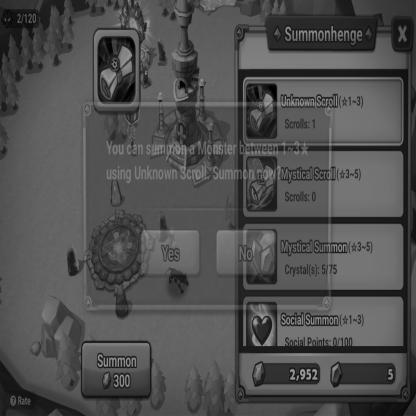 2/120
Summonhenge
X
Unknown Scroll (☆1~3)
Scrolls: 1
You can summon a Monster between 1~3★
using Unknown Scroll. Summon now?
Mystical Scroll (☆3~5)
Scrolls: 0
Yes
No
Mystical Summon (☆3~5)
Crystal(s): 5/75
Social Summon (☆1~3)
Social Points: 0/100
Summon
300
2,952
5
? Rate